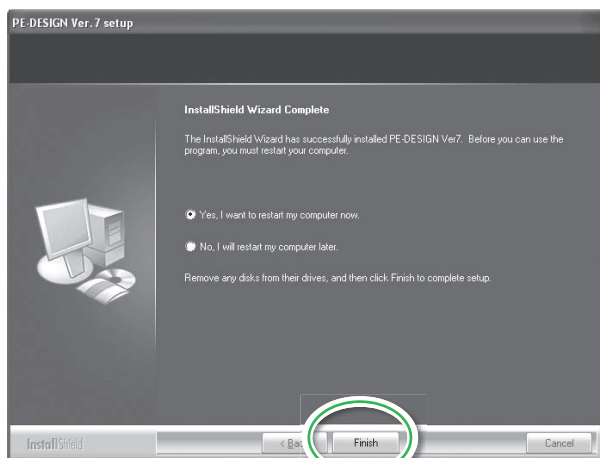 PE-DESIGN Ver. 7 setup
InstallShield Wizard Complete
The InstallShield Wizard has successfully installed PE-DESIGN Ver7. Before you can use the
program, you must restart your computer.
Yes, I want to restart my computer now.
No, I will restart my computer later.
Remove any disks from their drives, and then click Finish to complete setup.
InstallShield
< Ba
Finish
Cancel